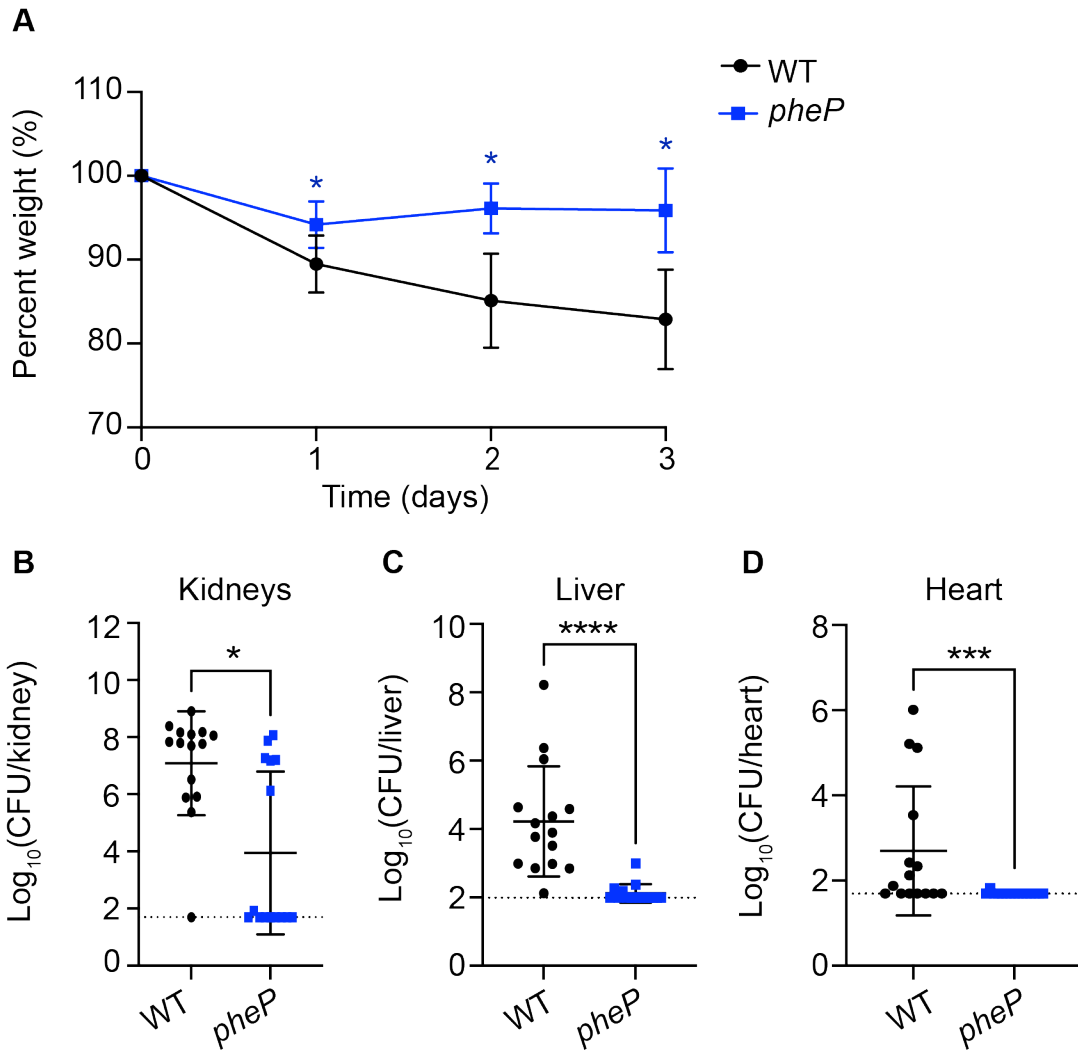 A
WT
pheP
Percent weight (%)
110
100
90
80
70
* * *
0 1 2 3
Time (days)
B
Kidneys
*
Log10(CFU/kidney)
12
10
8
6
4
2
0
WT
pheP
C
Liver
****
Log10(CFU/liver)
10
8
6
4
2
0
WT
pheP
D
Heart
***
Log10(CFU/heart)
8
6
4
2
0
WT
pheP